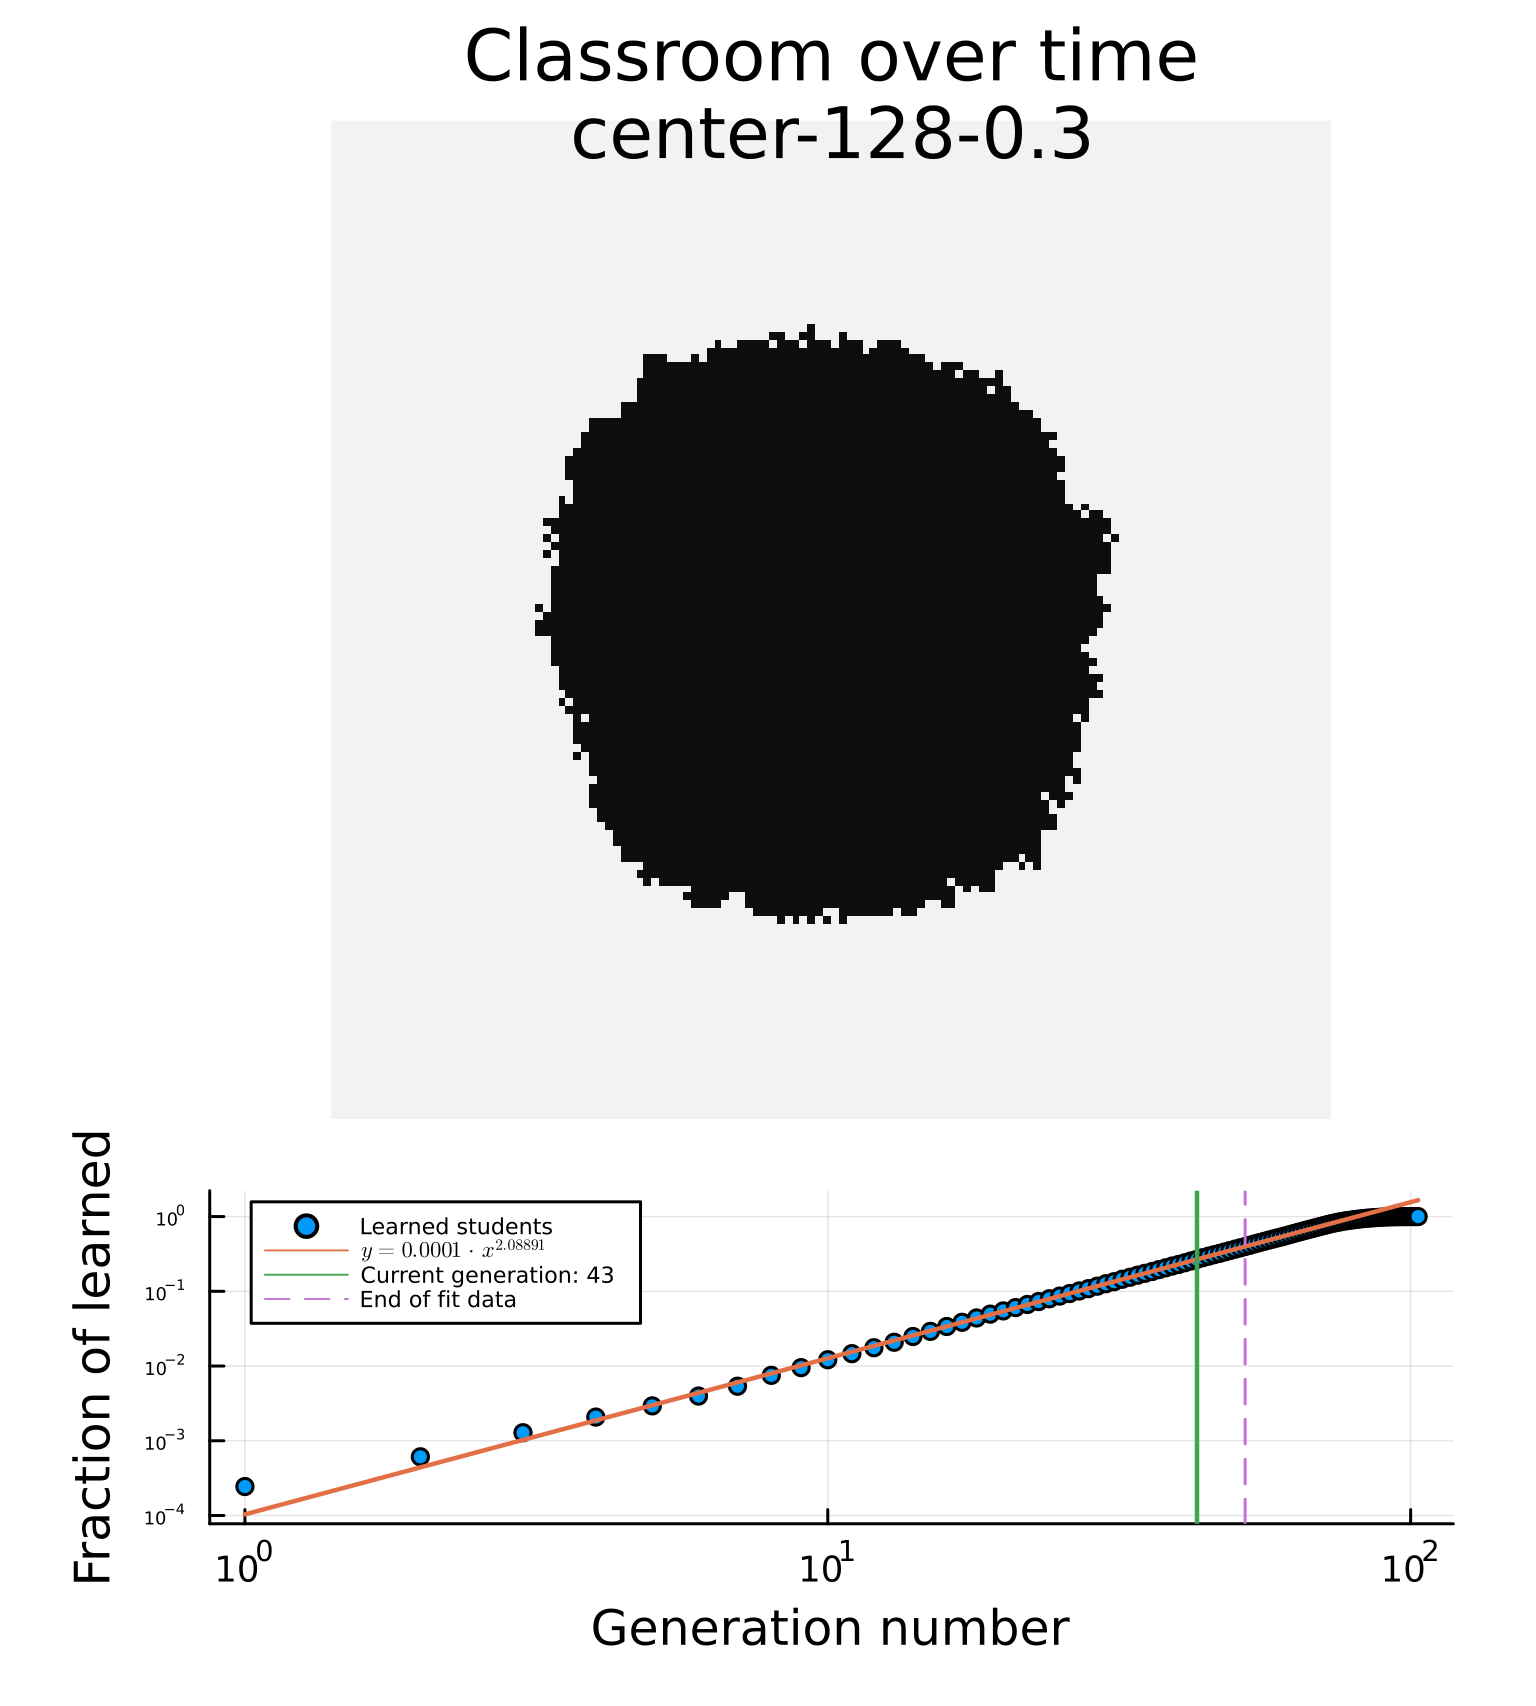 Classroom over time
center-128-0.3
Fraction of learned
10^0
10^-1
10^-2
10^-3
10^-4
Learned students
y = 0.0001 · x^2.08891
Current generation: 43
End of fit data
10^0 10^1 10^2
Generation number